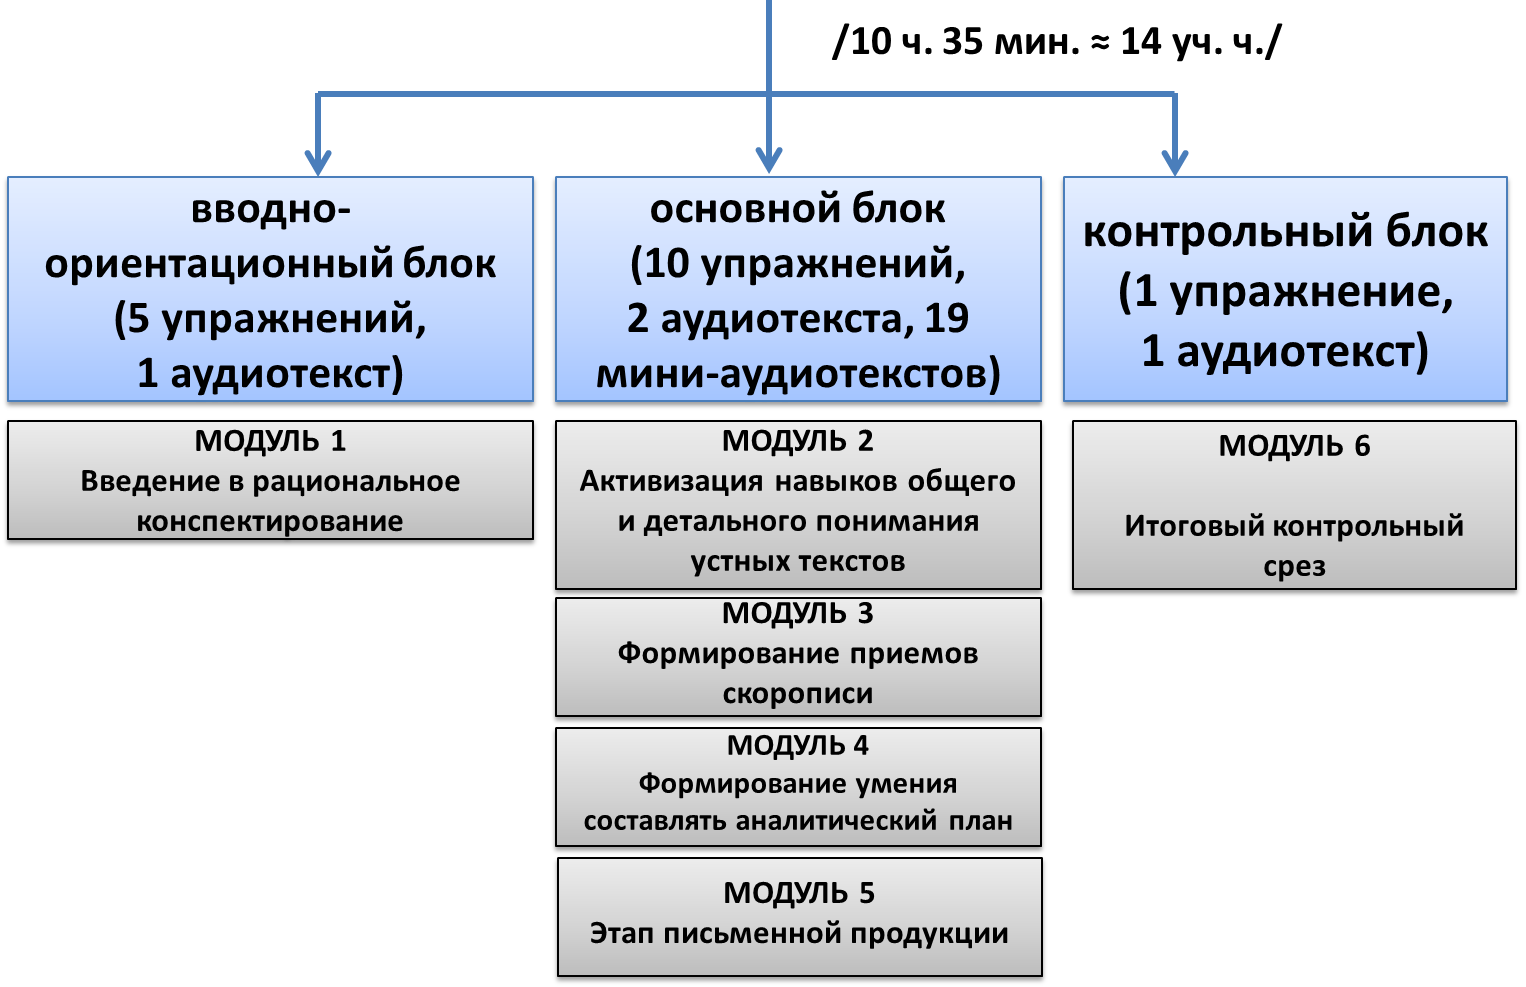 /10 ч. 35 мин. ≈ 14 уч. ч./
вводно-
ориентационный блок
(5 упражнений,
1 аудиотекст)
основной блок
(10 упражнений,
2 аудиотекста, 19
мини-аудиотекстов)
контрольный блок
(1 упражнение,
1 аудиотекст)
МОДУЛЬ 1
Введение в рациональное
конспектирование
МОДУЛЬ 2
Активизация навыков общего
и детального понимания
устных текстов
МОДУЛЬ 3
Формирование приемов
скорописи
МОДУЛЬ 4
Формирование умения
составлять аналитический план
МОДУЛЬ 5
Этап письменной продукции
МОДУЛЬ 6
Итоговый контрольный
срез